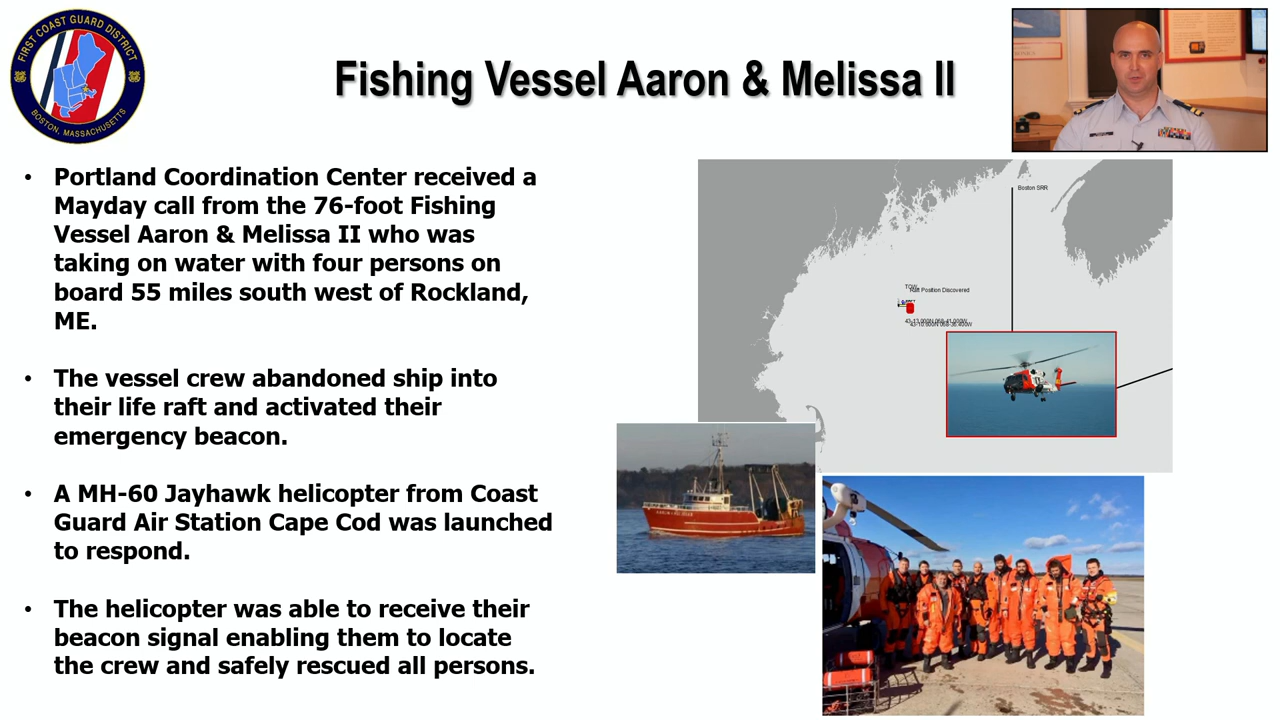 FIRST COAST GUARD DISTRICT
BOSTON, MASSACHUSETTS
Fishing Vessel Aaron & Melissa II
• Portland Coordination Center received a
Mayday call from the 76-foot Fishing
Vessel Aaron & Melissa II who was
taking on water with four persons on
board 55 miles south west of Rockland,
ME.
• The vessel crew abandoned ship into
their life raft and activated their
emergency beacon.
• A MH-60 Jayhawk helicopter from Coast
Guard Air Station Cape Cod was launched
to respond.
• The helicopter was able to receive their
beacon signal enabling them to locate
the crew and safely rescued all persons.
Boston SRR
Raft Position Discovered